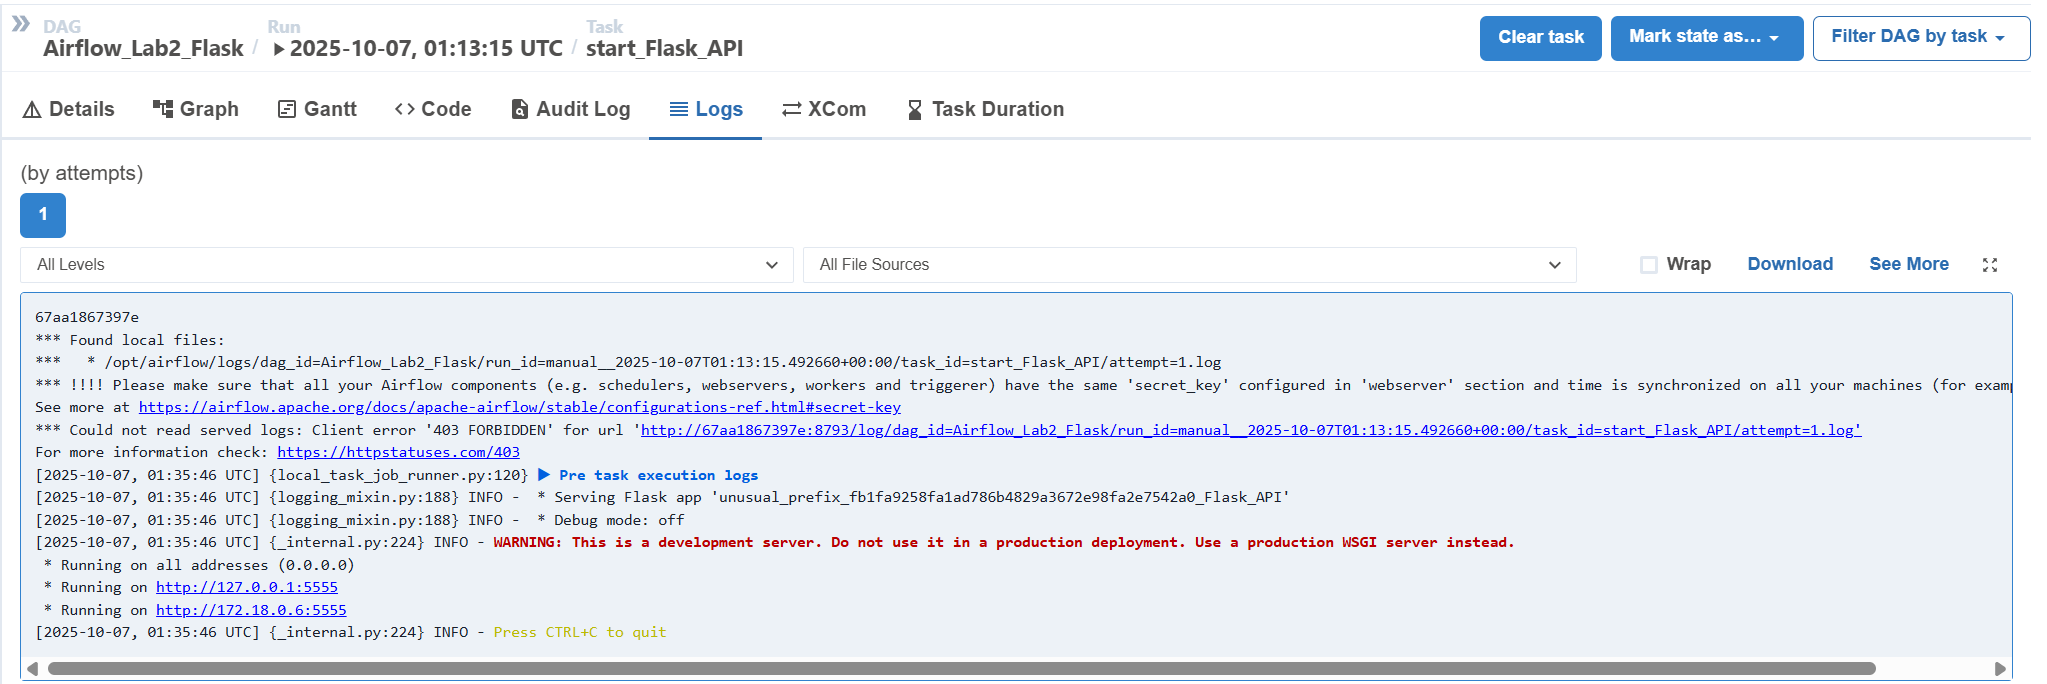 DAG
Airflow_Lab2_Flask
/
Run
2025-10-07, 01:13:15 UTC
/
Task
start_Flask_API
Clear task
Mark state as...
Filter DAG by task
Details
Graph
Gantt
Code
Audit Log
Logs
XCom
Task Duration
(by attempts)
1
All Levels
All File Sources
Wrap
Download
See More
67aa1867397e
*** Found local files:
***   * /opt/airflow/logs/dag_id=Airflow_Lab2_Flask/run_id=manual__2025-10-07T01:13:15.492660+00:00/task_id=start_Flask_API/attempt=1.log
*** !!!! Please make sure that all your Airflow components (e.g. schedulers, webservers, workers and triggerer) have the same 'secret_key' configured in 'webserver' section and time is synchronized on all your machines (for
See more at https://airflow.apache.org/docs/apache-airflow/stable/configurations-ref.html#secret-key
*** Could not read served logs: Client error '403 FORBIDDEN' for url 'http://67aa1867397e:8793/log/dag_id=Airflow_Lab2_Flask/run_id=manual__2025-10-07T01:13:15.492660+00:00/task_id=start_Flask_API/attempt=1.log'
For more information check: https://httpstatuses.com/403
[2025-10-07, 01:35:46 UTC] {local_task_job_runner.py:120} ▶ Pre task execution logs
[2025-10-07, 01:35:46 UTC] {logging_mixin.py:188} INFO -  * Serving Flask app 'unusual_prefix_fb1fa9258fa1ad786b4829a3672e98fa2e7542a0_Flask_API'
[2025-10-07, 01:35:46 UTC] {logging_mixin.py:188} INFO -  * Debug mode: off
[2025-10-07, 01:35:46 UTC] {_internal.py:224} INFO - WARNING: This is a development server. Do not use it in a production deployment. Use a production WSGI server instead.
 * Running on all addresses (0.0.0.0)
 * Running on http://127.0.0.1:5555
 * Running on http://172.18.0.6:5555
[2025-10-07, 01:35:46 UTC] {_internal.py:224} INFO - Press CTRL+C to quit